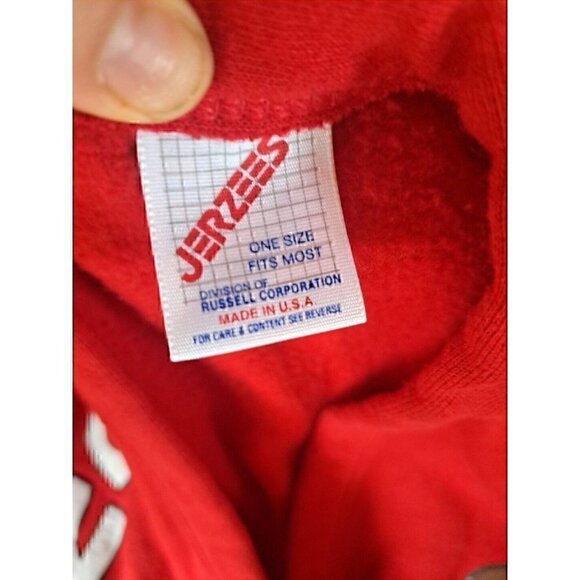 JERZEES
ONE SIZE
FITS MOST
DIVISION OF
RUSSELL CORPORATION
MADE IN U.S.A
FOR CARE & CONTENT SEE REVERSE